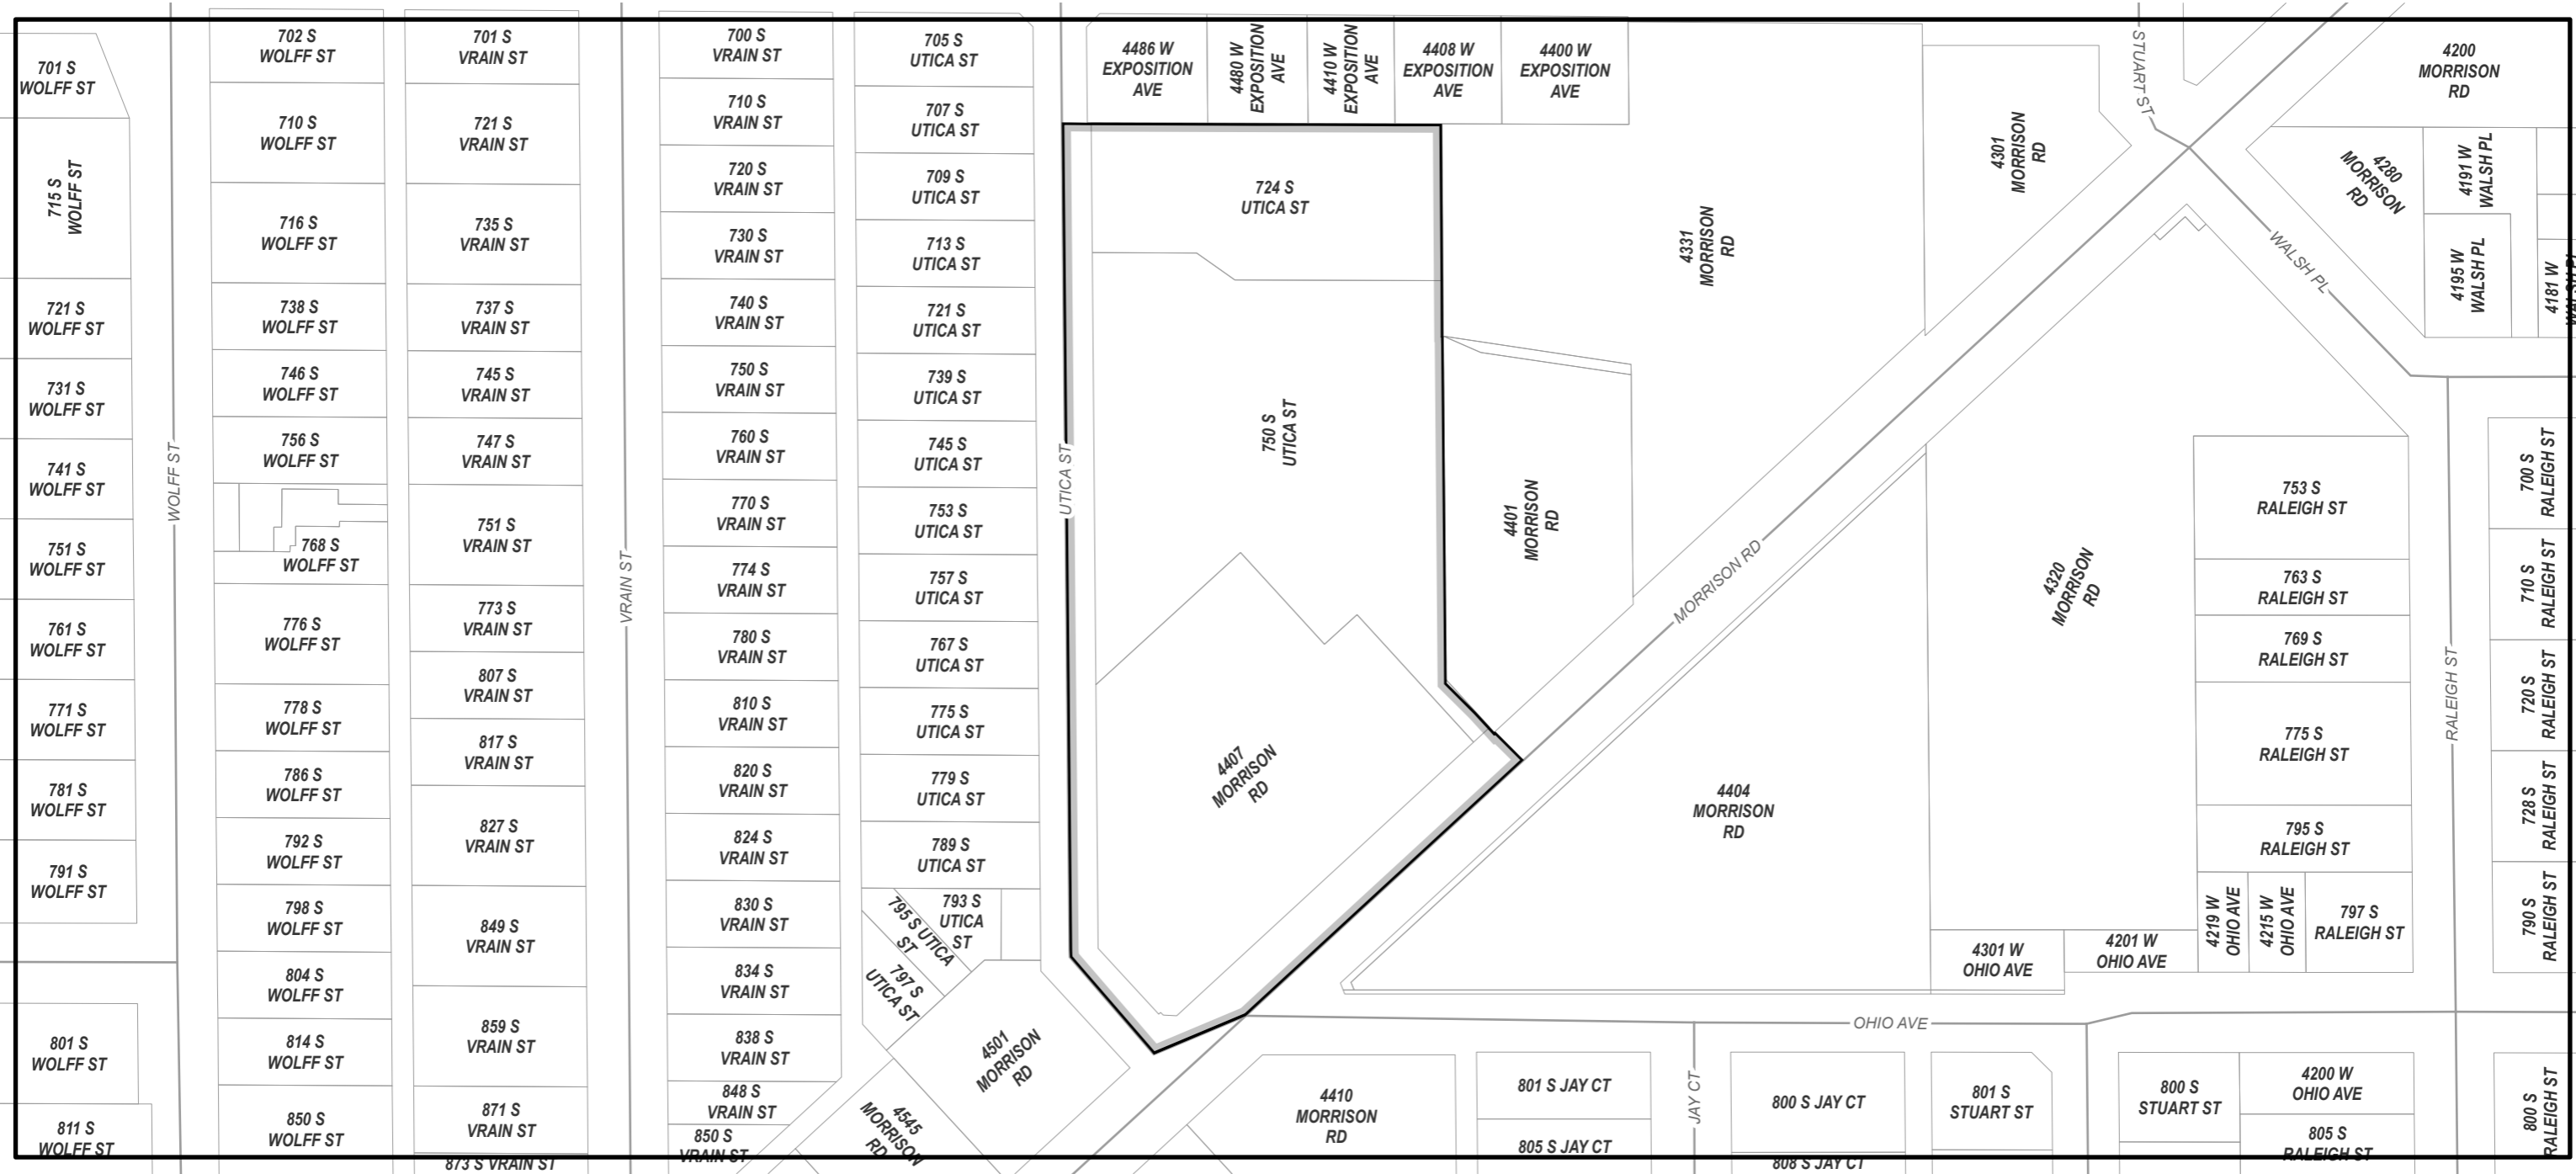 701 S
WOLFF ST
715 S
WOLFF ST
721 S
WOLFF ST
731 S
WOLFF ST
741 S
WOLFF ST
751 S
WOLFF ST
761 S
WOLFF ST
771 S
WOLFF ST
781 S
WOLFF ST
791 S
WOLFF ST
801 S
WOLFF ST
811 S
WOLFF ST
WOLFF ST
702 S
WOLFF ST
710 S
WOLFF ST
716 S
WOLFF ST
738 S
WOLFF ST
746 S
WOLFF ST
756 S
WOLFF ST
768 S
WOLFF ST
776 S
WOLFF ST
778 S
WOLFF ST
786 S
WOLFF ST
792 S
WOLFF ST
798 S
WOLFF ST
804 S
WOLFF ST
814 S
WOLFF ST
850 S
WOLFF ST
701 S
VRAIN ST
721 S
VRAIN ST
735 S
VRAIN ST
737 S
VRAIN ST
745 S
VRAIN ST
747 S
VRAIN ST
751 S
VRAIN ST
773 S
VRAIN ST
807 S
VRAIN ST
817 S
VRAIN ST
827 S
VRAIN ST
849 S
VRAIN ST
859 S
VRAIN ST
871 S
VRAIN ST
873 S VRAIN ST
VRAIN ST
700 S
VRAIN ST
710 S
VRAIN ST
720 S
VRAIN ST
730 S
VRAIN ST
740 S
VRAIN ST
750 S
VRAIN ST
760 S
VRAIN ST
770 S
VRAIN ST
774 S
VRAIN ST
780 S
VRAIN ST
810 S
VRAIN ST
820 S
VRAIN ST
824 S
VRAIN ST
830 S
VRAIN ST
834 S
VRAIN ST
838 S
VRAIN ST
848 S
VRAIN ST
850 S
VRAIN ST
705 S
UTICA ST
707 S
UTICA ST
709 S
UTICA ST
713 S
UTICA ST
721 S
UTICA ST
739 S
UTICA ST
745 S
UTICA ST
753 S
UTICA ST
757 S
UTICA ST
767 S
UTICA ST
775 S
UTICA ST
779 S
UTICA ST
789 S
UTICA ST
793 S
UTICA
ST
795 S UTICA
ST
797 S
UTICA ST
4501
MORRISON
RD
4545
MORRISON
RD
UTICA ST
4486 W
EXPOSITION
AVE
4480 W
EXPOSITION
AVE
4410 W
EXPOSITION
AVE
4408 W
EXPOSITION
AVE
4400 W
EXPOSITION
AVE
724 S
UTICA ST
750 S
UTICA ST
4407
MORRISON
RD
4401
MORRISON
RD
4331
MORRISON
RD
4301
MORRISON
RD
STUART ST
MORRISON RD
4200
MORRISON
RD
4280
MORRISON
RD
4191 W
WALSH PL
4195 W
WALSH PL
4181 W
WALSH PL
WALSH PL
4320
MORRISON
RD
4404
MORRISON
RD
753 S
RALEIGH ST
763 S
RALEIGH ST
769 S
RALEIGH ST
775 S
RALEIGH ST
795 S
RALEIGH ST
797 S
RALEIGH ST
4219 W
OHIO AVE
4215 W
OHIO AVE
4301 W
OHIO AVE
4201 W
OHIO AVE
RALEIGH ST
700 S
RALEIGH ST
710 S
RALEIGH ST
720 S
RALEIGH ST
728 S
RALEIGH ST
790 S
RALEIGH ST
800 S
RALEIGH ST
OHIO AVE
4410
MORRISON
RD
801 S JAY CT
805 S JAY CT
JAY CT
800 S JAY CT
808 S JAY CT
801 S
STUART ST
800 S
STUART ST
4200 W
OHIO AVE
805 S
RALEIGH ST